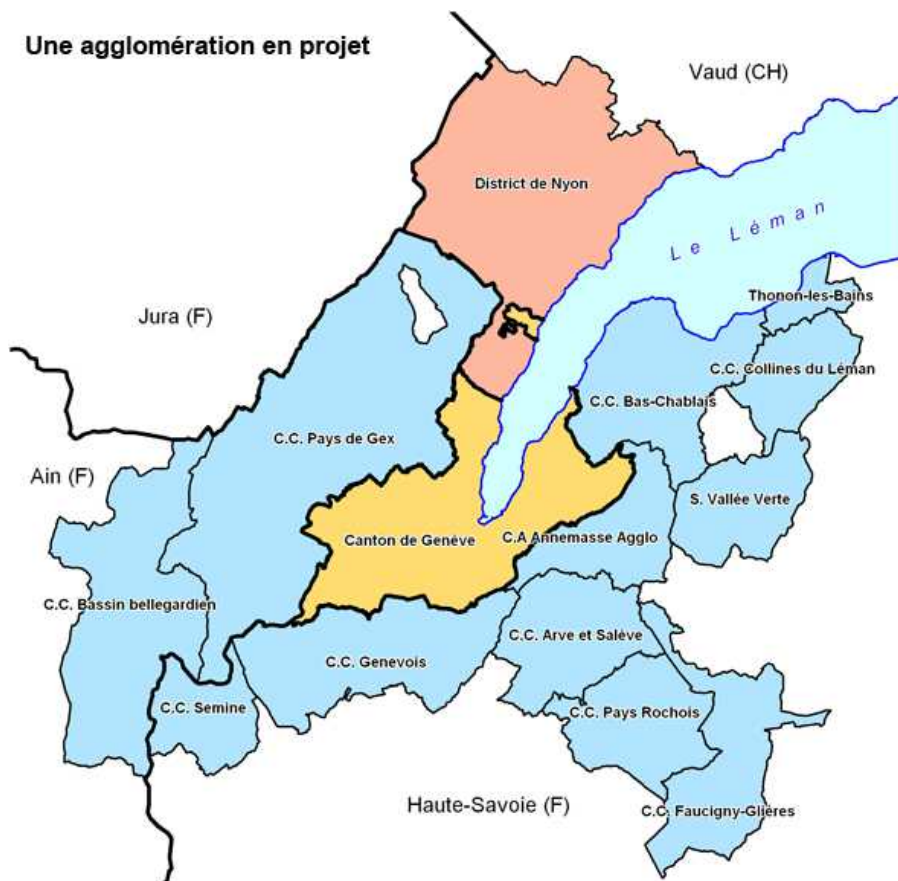 Une agglomération en projet
Vaud (CH)
District de Nyon
Le Léman
Thonon-les-Bains
Jura (F)
C.C. Collines du Léman
C.C. Bas-Chablais
C.C. Pays de Gex
Ain (F)
S. Vallée Verte
Canton de Genève
C.A Annemasse Agglo
C.C. Bassin bellegardien
C.C. Arve et Salève
C.C. Genevois
C.C. Semine
C.C. Pays Rochois
Haute-Savoie (F)
C.C. Faucigny-Glières